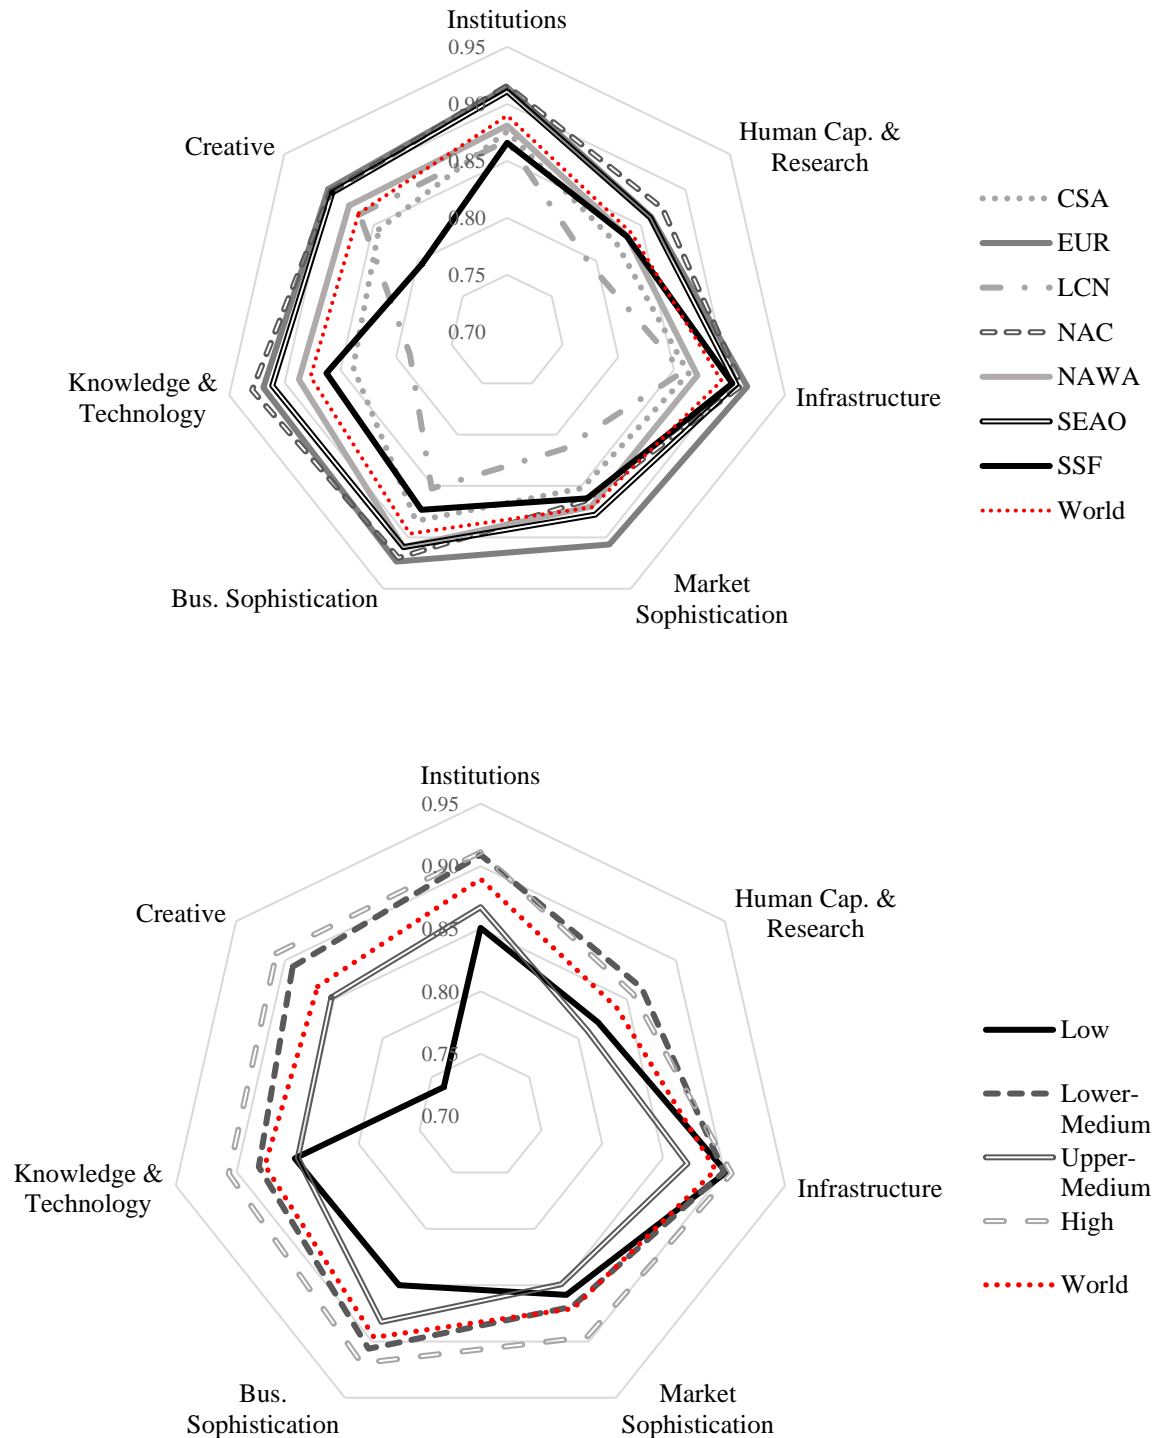 Institutions
0.95
0.90
0.85
0.80
0.75
0.70
Human Cap. &
Research
Infrastructure
Market
Sophistication
Bus. Sophistication
Knowledge &
Technology
Creative
CSA
EUR
LCN
NAC
NAWA
SEAO
SSF
World
Institutions
0.95
0.90
0.85
0.80
0.75
0.70
Human Cap. &
Research
Infrastructure
Market
Sophistication
Bus.
Sophistication
Knowledge &
Technology
Creative
Low
Lower-
Medium
Upper-
Medium
High
World